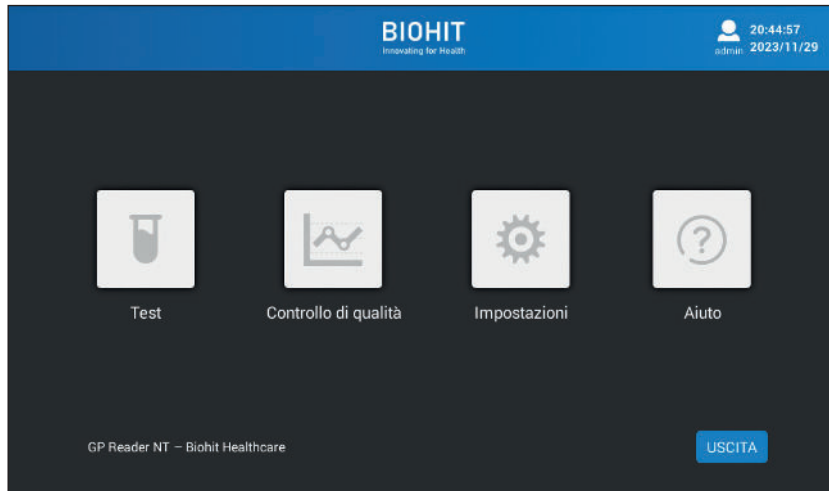 BIOHIT
Innovating for Health
20:44:57
admin 2023/11/29
?
Test
Controllo di qualità
Impostazioni
Aiuto
GP Reader NT – Biohit Healthcare
USCITA